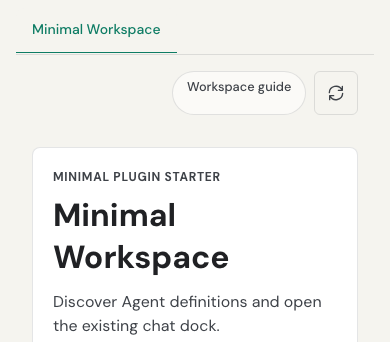 Minimal Workspace
Workspace guide
MINIMAL PLUGIN STARTER
Minimal
Workspace
Discover Agent definitions and open
the existing chat dock.